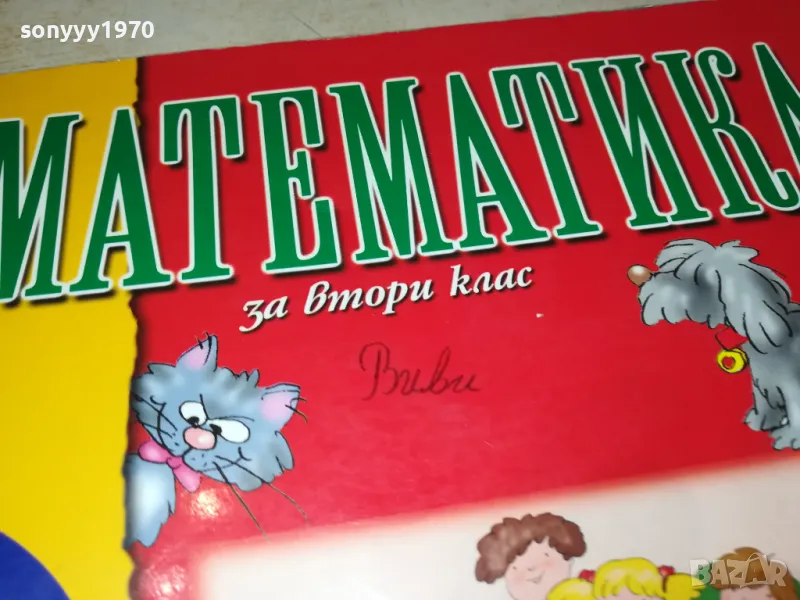 sonyyy1970
МАТЕМАТИКА
за втори клас
Виви
BAZAR